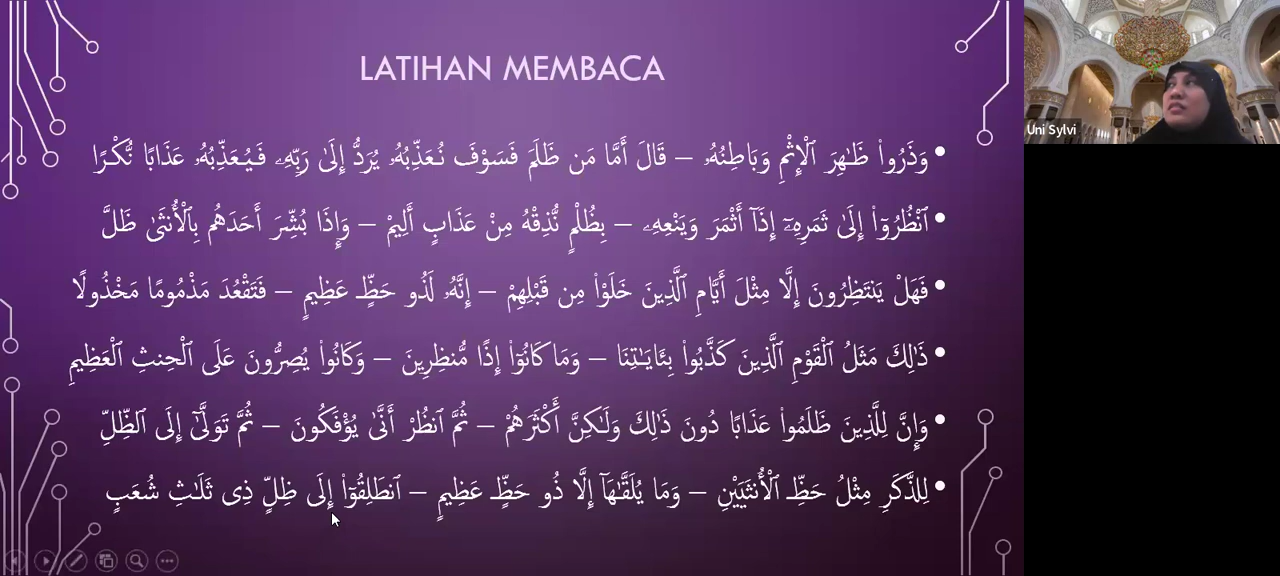 LATIHAN MEMBACA
• وَذَرُوا۟ ظَـٰهِرَ ٱلْإِثْمِ وَبَاطِنَهُۥ – قَالَ أَمَّا مَن ظَلَمَ فَسَوْفَ نُعَذِّبُهُۥ يُرَدُّ إِلَىٰ رَبِّهِۦ فَيُعَذِّبُهُۥ عَذَابًا نُّكْرًا
• ٱنْظُرُوٓا۟ إِلَىٰ ثَمَرِهِۦٓ إِذَآ أَثْمَرَ وَيَنْعِهِۦ – بِظُلْمٍ نُّذِقْهُ مِنْ عَذَابٍ أَلِيمْ – وَإِذَا بُشِّرَ أَحَدَهُم بِٱلْأُنثَىٰ ظَلَّ
• فَهَلْ يَنتَظِرُونَ إِلَّا مِثْلَ أَيَّامِ ٱلَّذِينَ خَلَوْا۟ مِن قَبْلِهِمْ – إِنَّهُۥ لَذُو حَظٍّ عَظِيمٍ – فَتَقْعُدَ مَذْمُومًا مَخْذُولًا
• ذَٰلِكَ مَثَلُ ٱلْقَوْمِ ٱلَّذِينَ كَذَّبُوا۟ بِـَٔايَـٰتِنَا – وَمَا كَانُوٓا۟ إِذًا مُّنظِرِينَ – وَكَانُوا۟ يُصِرُّونَ عَلَى ٱلْحِنثِ ٱلْعَظِيمِ
• وَإِنَّ لِلَّذِينَ ظَلَمُوا۟ عَذَابًا دُونَ ذَٰلِكَ وَلَـٰكِنَّ أَكْثَرَهُمْ – ثُمَّ ٱنظُرْ أَنَّىٰ يُؤْفَكُونَ – ثُمَّ تَوَلَّىٰٓ إِلَى ٱلظِّلِّ
• لِلذَّكَرِ مِثْلُ حَظِّ ٱلْأُنثَيَيْنِ – وَمَا يُلَقَّىٰهَآ إِلَّا ذُو حَظٍّ عَظِيمٍ – ٱنطَلِقُوٓا۟ إِلَى ظِلٍّ ذِى ثَلَـٰثِ شُعَبٍ
Uni Sylvi